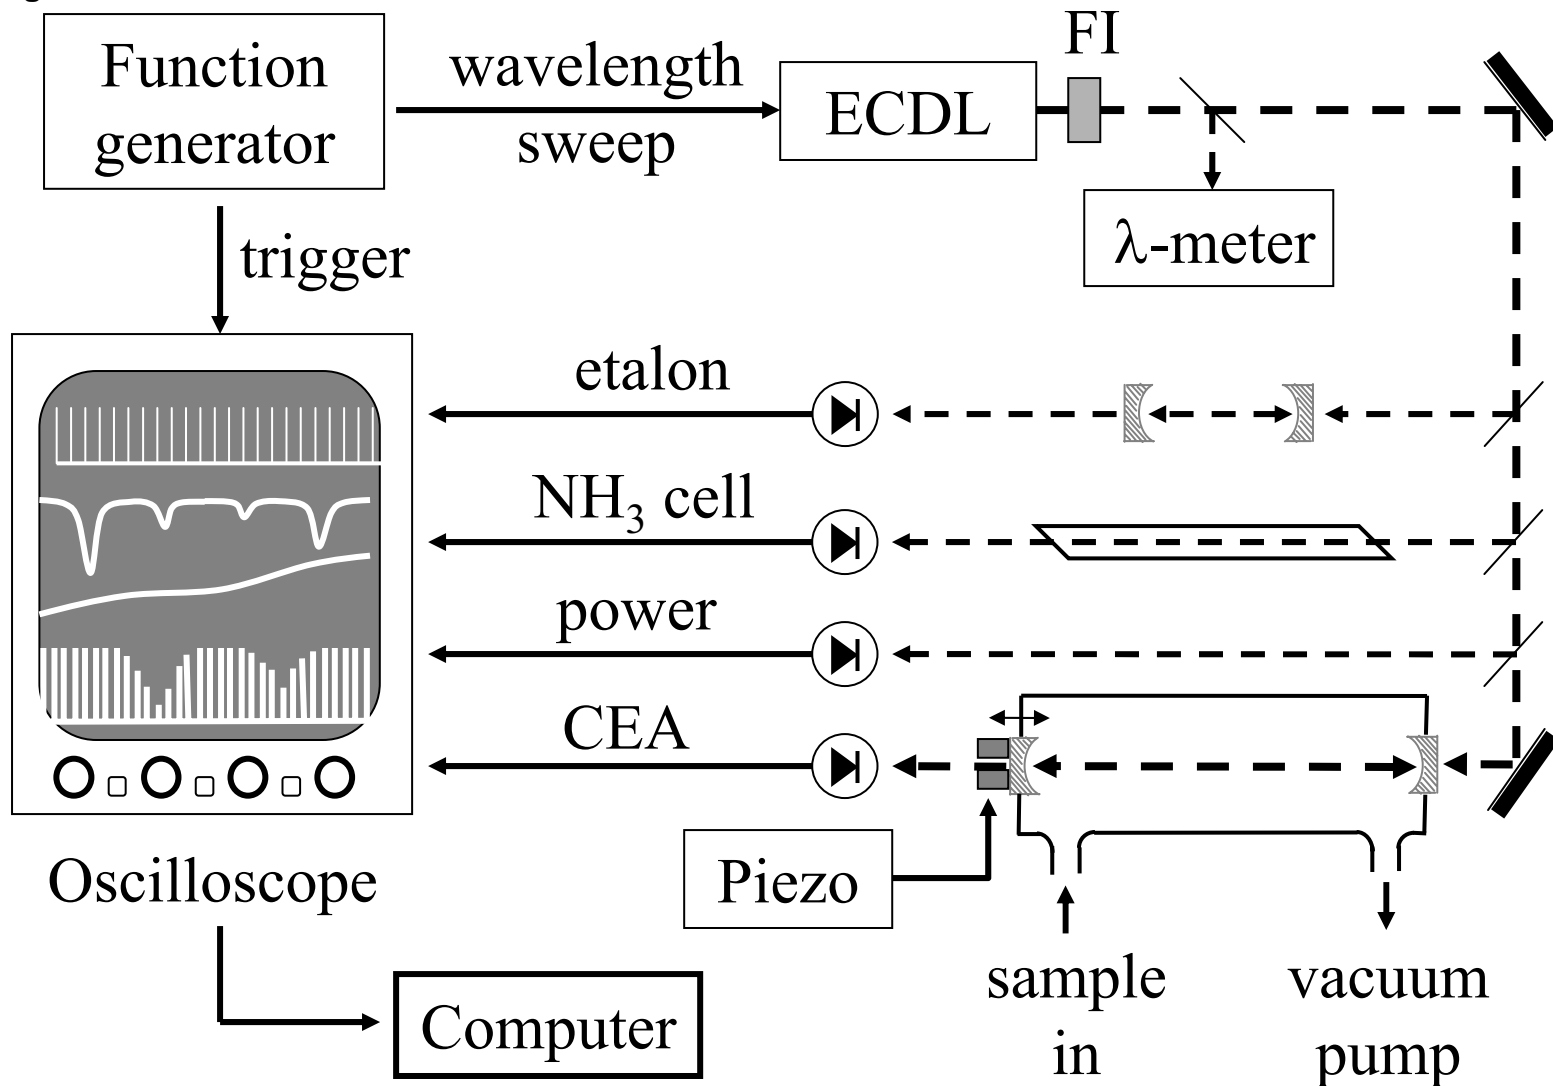 Function
generator
wavelength
sweep
ECDL
FI
λ-meter
trigger
etalon
NH₃ cell
power
CEA
Piezo
Oscilloscope
Computer
sample
in
vacuum
pump